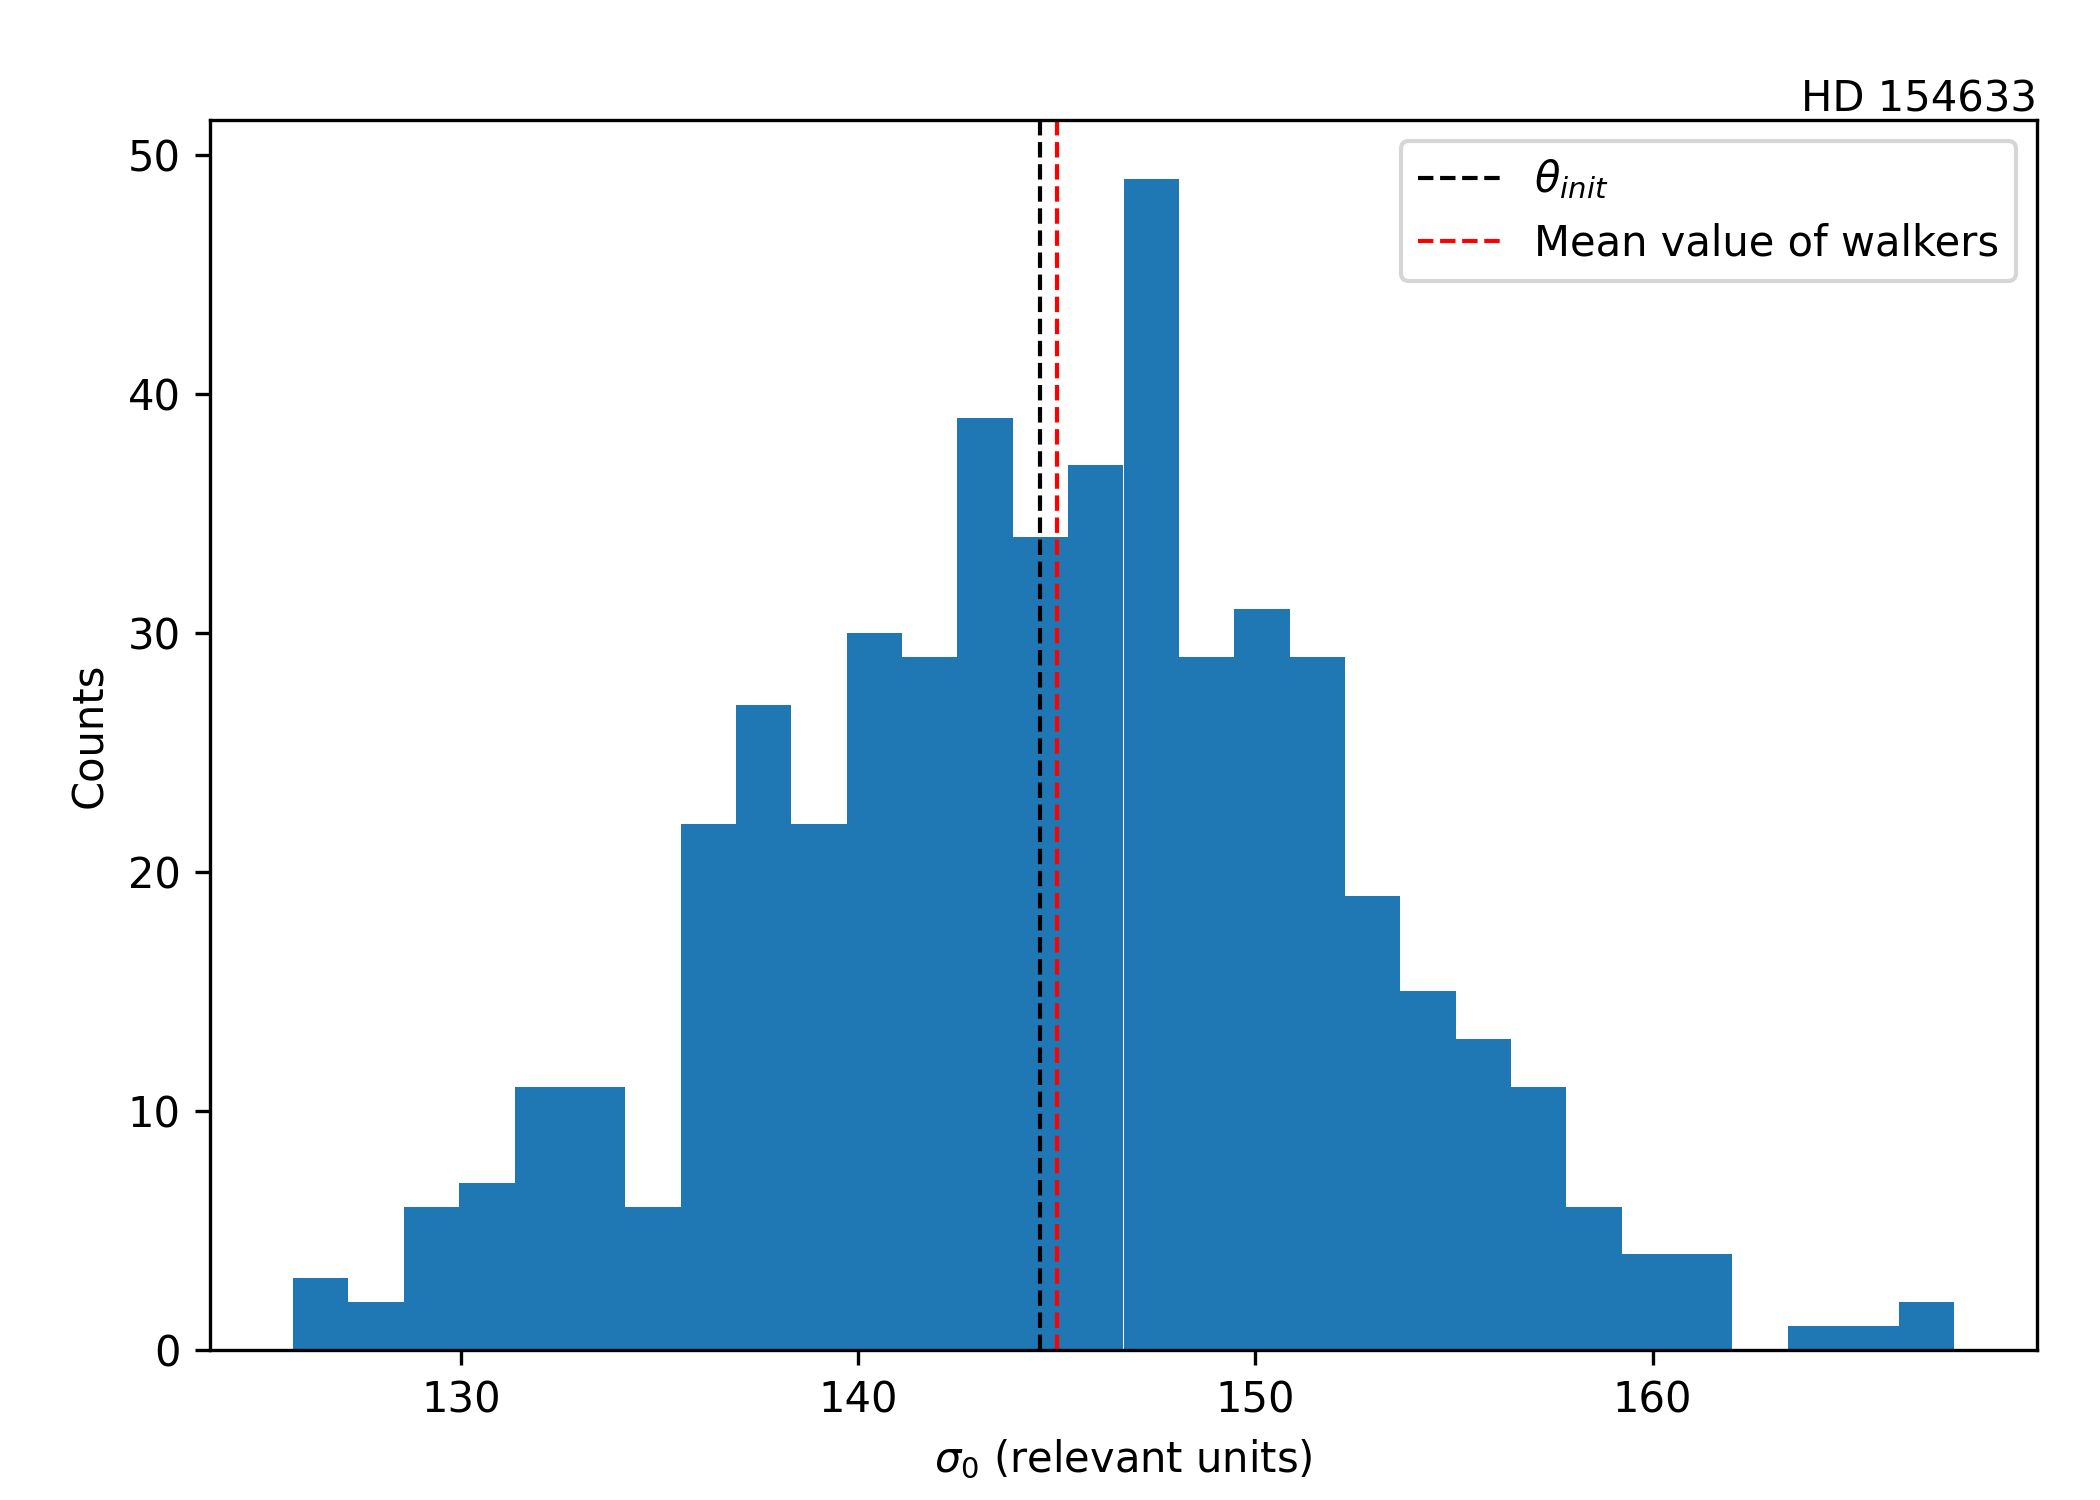 HD 154633
θinit
Mean value of walkers
50
40
30
20
10
0
Counts
130 140 150 160
σ0 (relevant units)